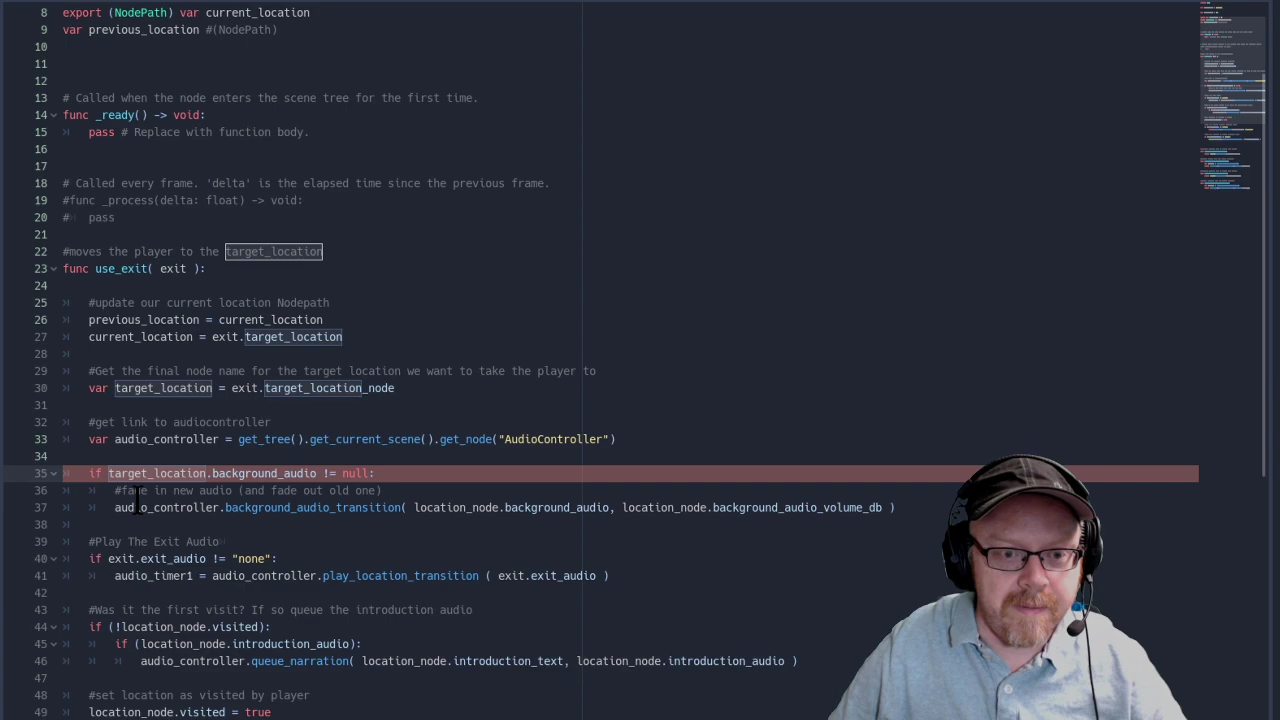 8 export (NodePath) var current_location
9 var previous_location #(NodePath)
10
11
12
13 # Called when the node enters the scene tree for the first time.
14 func _ready() -> void:
15 pass # Replace with function body.
16
17
18 # Called every frame. 'delta' is the elapsed time since the previous frame.
19 #func _process(delta: float) -> void:
20 # pass
21
22 #moves the player to the target_location
23 func use_exit( exit ):
24
25 #update our current location Nodepath
26 previous_location = current_location
27 current_location = exit.target_location
28
29 #Get the final node name for the target location we want to take the player to
30 var target_location = exit.target_location_node
31
32 #get link to audiocontroller
33 var audio_controller = get_tree().get_current_scene().get_node("AudioController")
34
35 if target_location.background_audio != null:
36 #fade in new audio (and fade out old one)
37 audio_controller.background_audio_transition( location_node.background_audio, location_node.background_audio_volume_db )
38
39 #Play The Exit Audio
40 if exit.exit_audio != "none":
41 audio_timer1 = audio_controller.play_location_transition ( exit.exit_audio )
42
43 #Was it the first visit? If so queue the introduction audio
44 if (!location_node.visited):
45 if (location_node.introduction_audio):
46 audio_controller.queue_narration( location_node.introduction_text, location_node.introduction_audio )
47
48 #set location as visited by player
49 location_node.visited = true